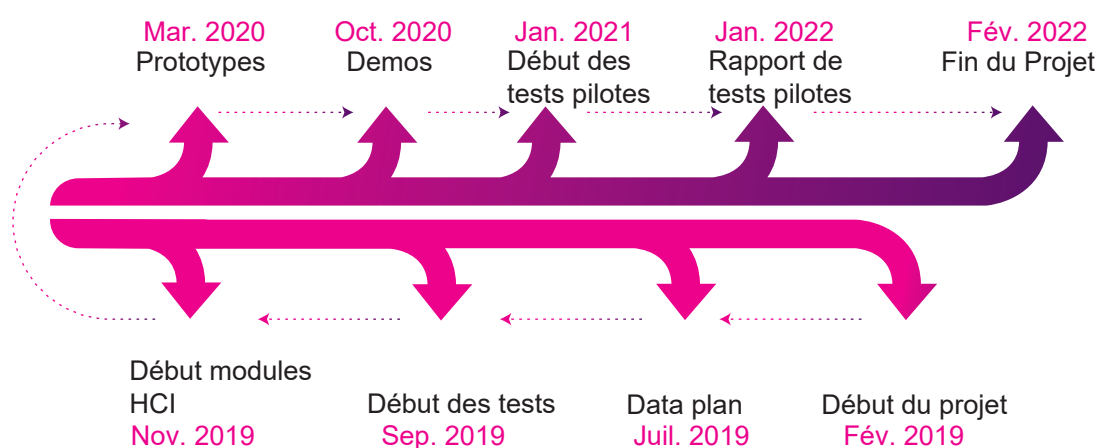 Mar. 2020
Prototypes
Oct. 2020
Demos
Jan. 2021
Début des
tests pilotes
Jan. 2022
Rapport de
tests pilotes
Fév. 2022
Fin du Projet
Début modules
HCI
Nov. 2019
Début des tests
Sep. 2019
Data plan
Juil. 2019
Début du projet
Fév. 2019